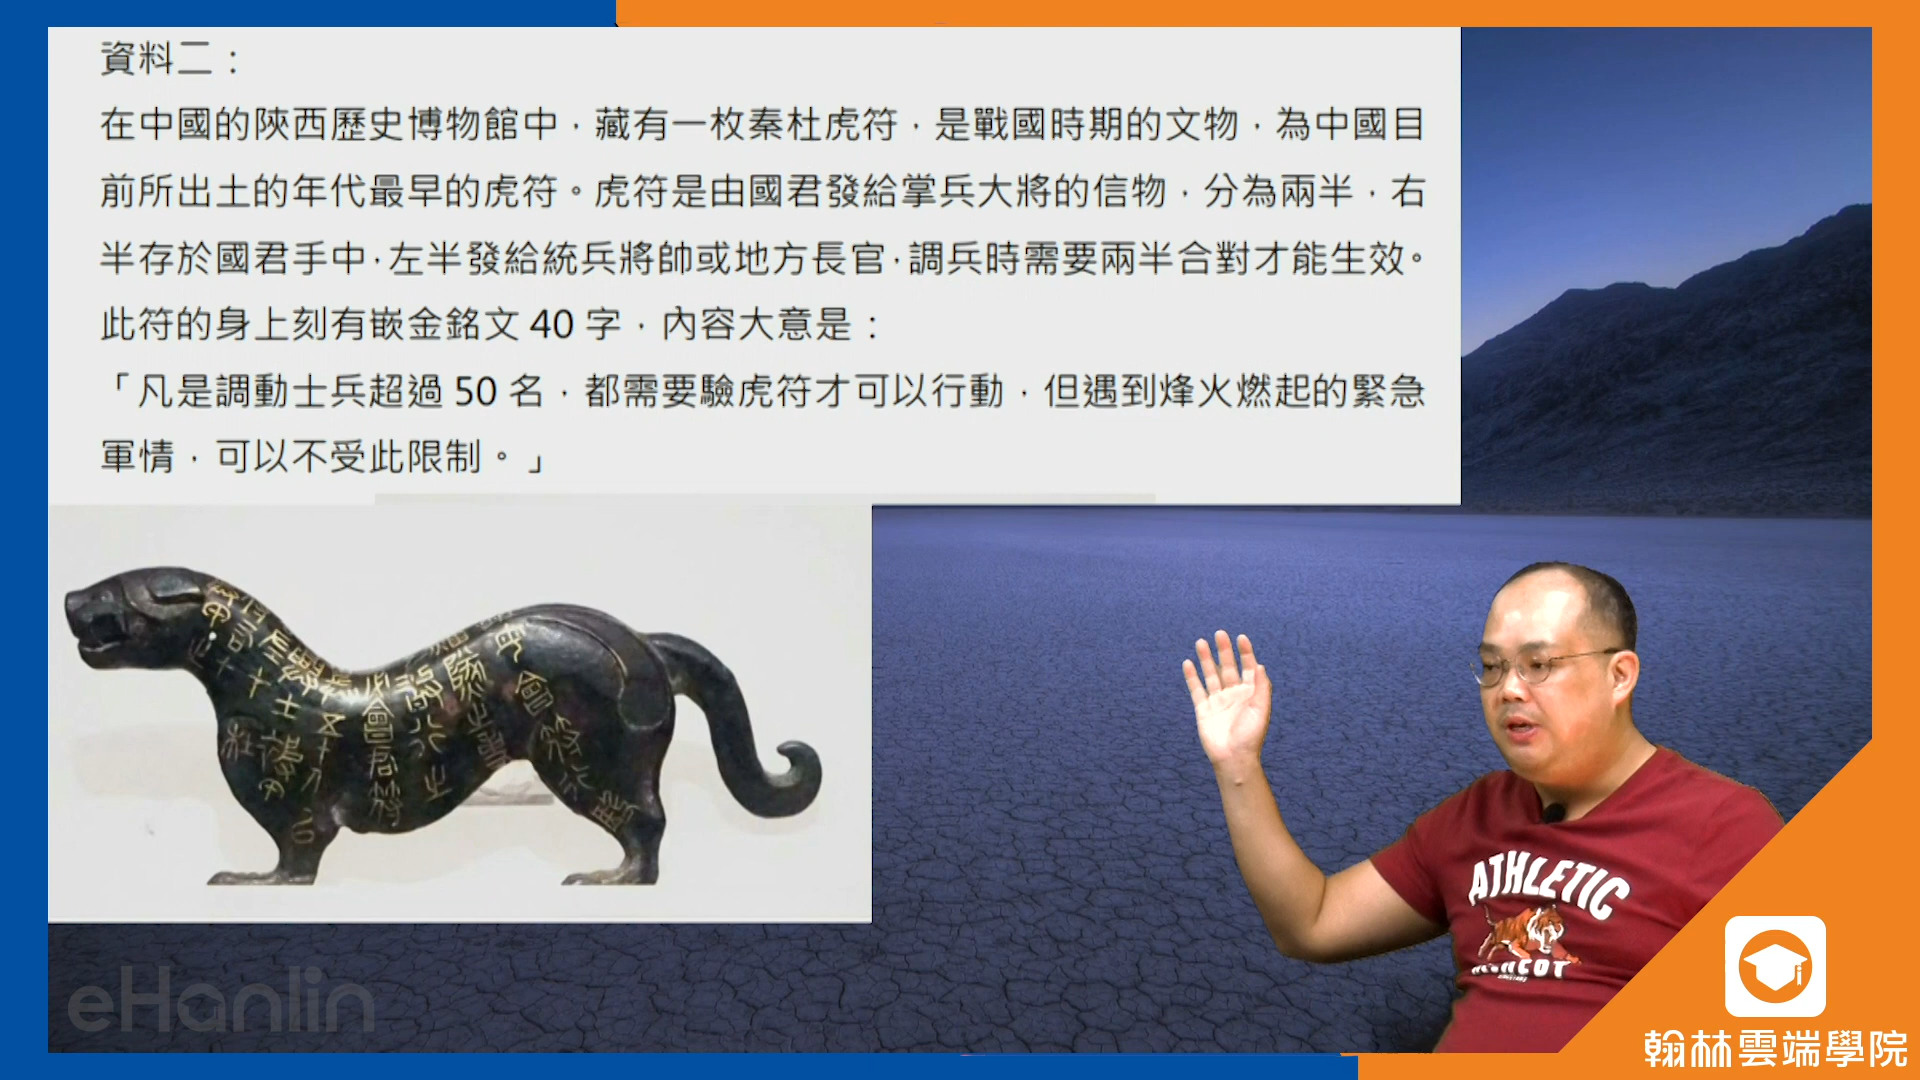 資料二：
在中國的陝西歷史博物館中，藏有一枚秦杜虎符，是戰國時期的文物，為中國目
前所出土的年代最早的虎符。虎符是由國君發給掌兵大將的信物，分為兩半，右
半存於國君手中，左半發給統兵將帥或地方長官，調兵時需要兩半合對才能生效。
此符的身上刻有嵌金銘文 40 字，內容大意是：
「凡是調動士兵超過 50 名，都需要驗虎符才可以行動，但遇到烽火燃起的緊急
軍情，可以不受此限制。」
ATHLETIC
eHanlin
翰林雲端學院